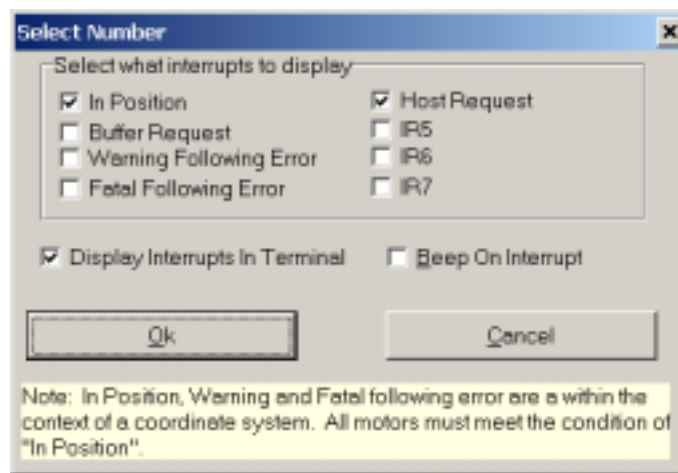 Select Number
Select what interrupts to display
In Position
Host Request
Buffer Request
IR5
Warning Following Error
IR6
Fatal Following Error
IR7
Display Interrupts In Terminal
Beep On Interrupt
Ok
Cancel
Note: In Position, Warning and Fatal following error are a within the
context of a coordinate system. All motors must meet the condition of
"In Position".